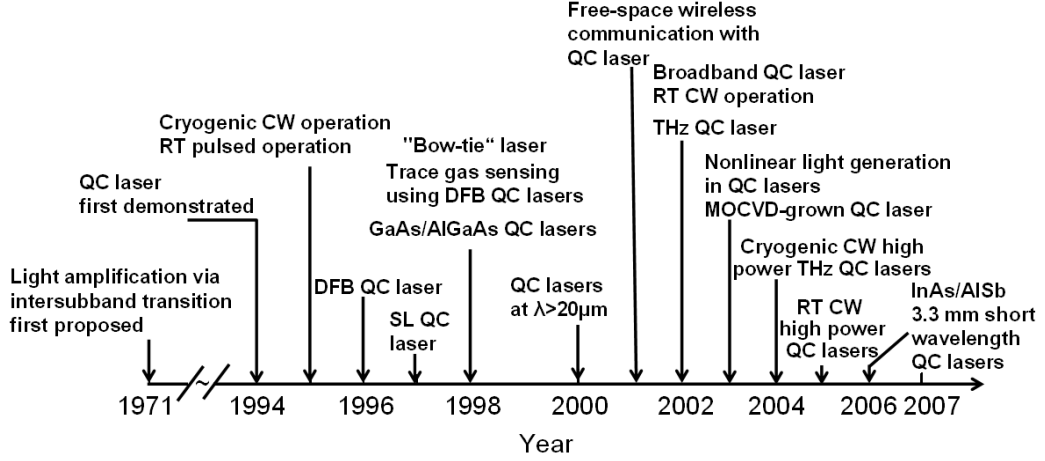 Free-space wireless
communication with
QC laser
Broadband QC laser
RT CW operation
THz QC laser
Cryogenic CW operation
RT pulsed operation
"Bow-tie“ laser
Trace gas sensing
using DFB QC lasers
GaAs/AlGaAs QC lasers
Nonlinear light generation
in QC lasers
MOCVD-grown QC laser
QC laser
first demonstrated
Cryogenic CW high
power THz QC lasers
Light amplification via
intersubband transition
first proposed
DFB QC laser
SL QC
laser
QC lasers
at λ>20μm
RT CW
high power
QC lasers
InAs/AlSb
3.3 mm short
wavelength
QC lasers
~
1971 1994 1996 1998 2000 2002 2004 2006 2007
Year